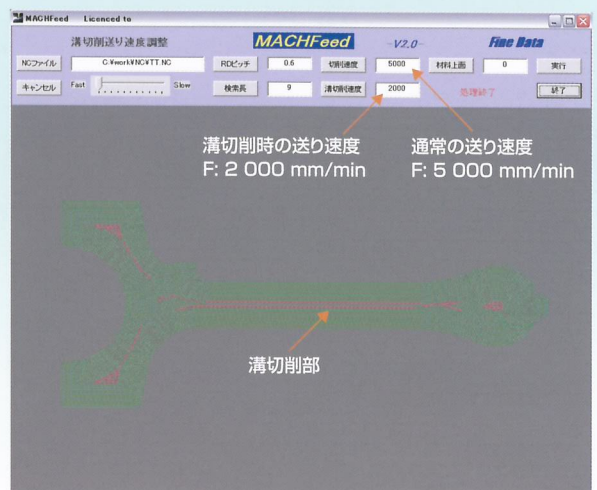 MACHFeed Licenced to
溝切削送り速度調整 MACHFeed -V2.0- Fine Data
NCファイル C:¥work¥NC¥TT.NC RDピッチ 0.6 切削速度 5000 材料上面 0 実行
キャンセル Fast Slow 検索長 9 溝切削速度 2000 処理終了 終了
溝切削時の送り速度
F: 2 000 mm/min
通常の送り速度
F: 5 000 mm/min
溝切削部